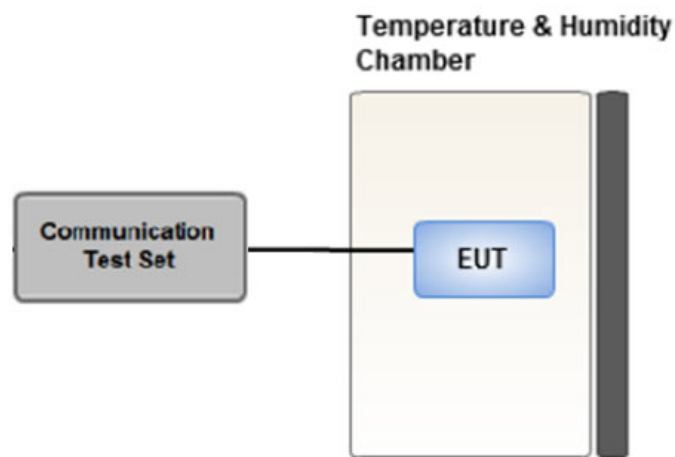 Temperature & Humidity
Chamber
Communication
Test Set
EUT